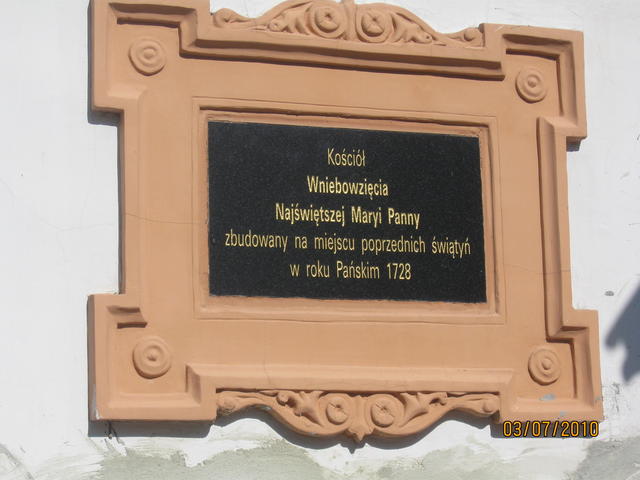 Kościół
Wniebowzięcia
Najświętszej Maryi Panny
zbudowany na miejscu poprzednich świątyń
w roku Pańskim 1728
03/07/2010